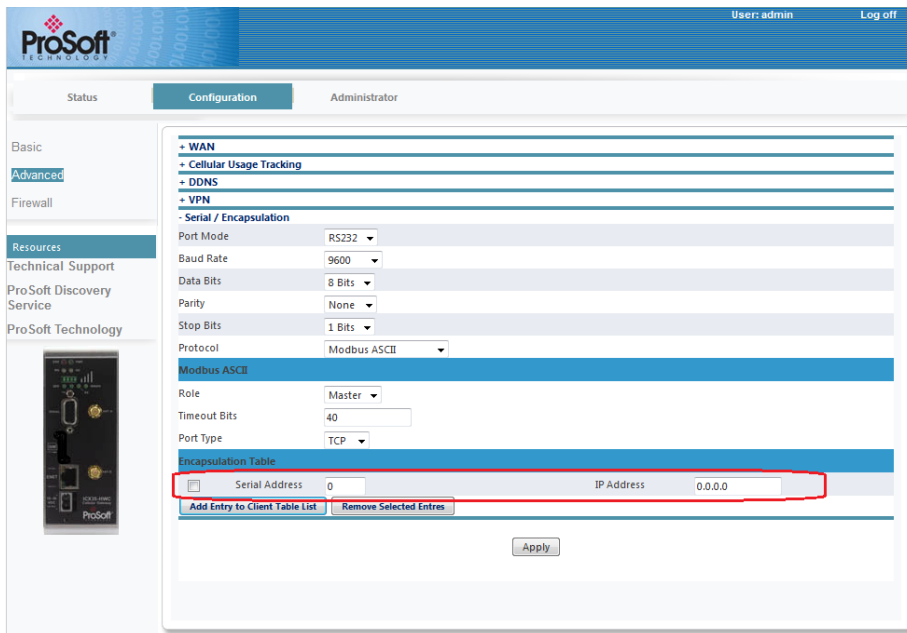 User: admin Log off
ProSoft®
TECHNOLOGY
Status Configuration Administrator
Basic
Advanced
Firewall
Resources
Technical Support
ProSoft Discovery
Service
ProSoft Technology
ProSoft
+ WAN
+ Cellular Usage Tracking
+ DDNS
+ VPN
- Serial / Encapsulation
Port Mode RS232
Baud Rate 9600
Data Bits 8 Bits
Parity None
Stop Bits 1 Bits
Protocol Modbus ASCII
Modbus ASCII
Role Master
Timeout Bits 40
Port Type TCP
Encapsulation Table
Serial Address 0 IP Address 0.0.0.0
Add Entry to Client Table List Remove Selected Entres
Apply